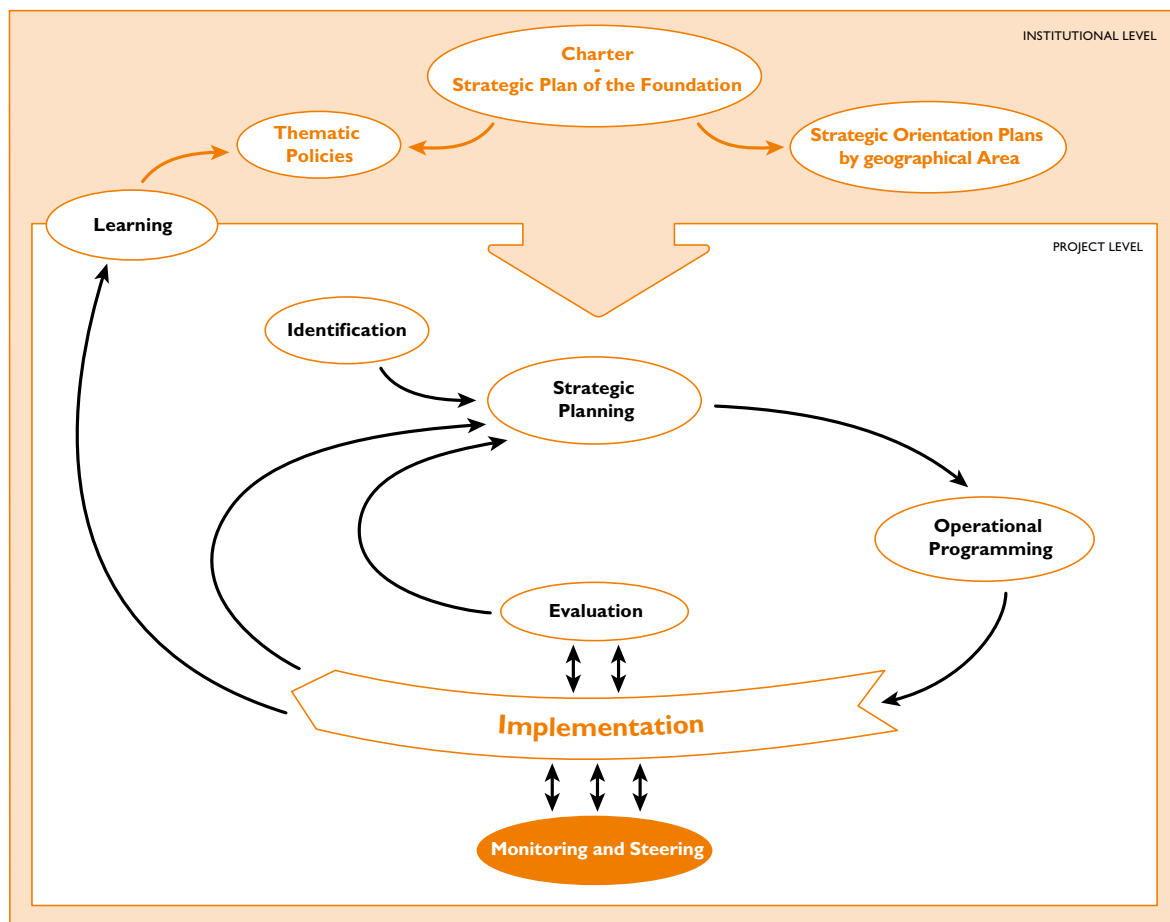 INSTITUTIONAL LEVEL
Charter
-
Strategic Plan of the Foundation
Thematic
Policies
Strategic Orientation Plans
by geographical Area
Learning
PROJECT LEVEL
Identification
Strategic
Planning
Operational
Programming
Evaluation
Implementation
Monitoring and Steering